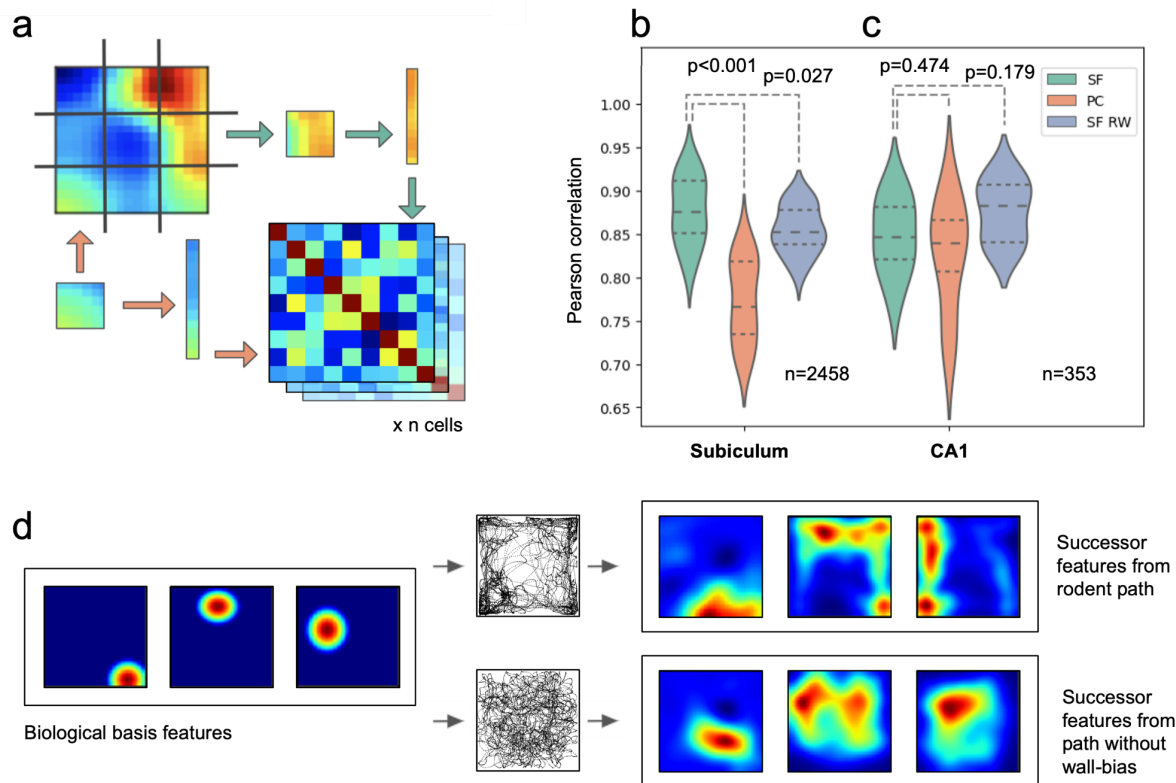 a
x n cells
b
c
p<0.001
p=0.027
p=0.474
p=0.179
SF
PC
SF RW
Pearson correlation
1.00
0.95
0.90
0.85
0.80
0.75
0.70
0.65
n=2458
n=353
Subiculum
CA1
d
Biological basis features
Successor
features from
rodent path
Successor
features from
path without
wall-bias